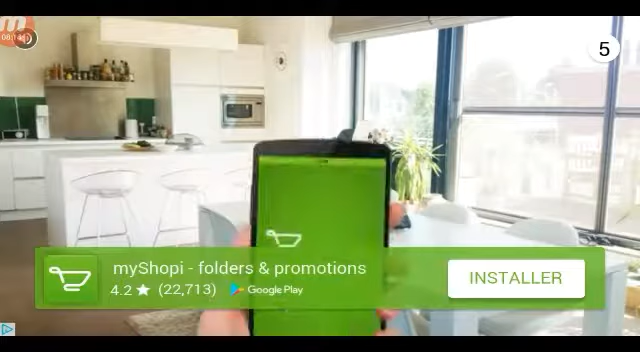 5
myShopi - folders & promotions
4.2 ★ (22,713) Google Play
INSTALLER